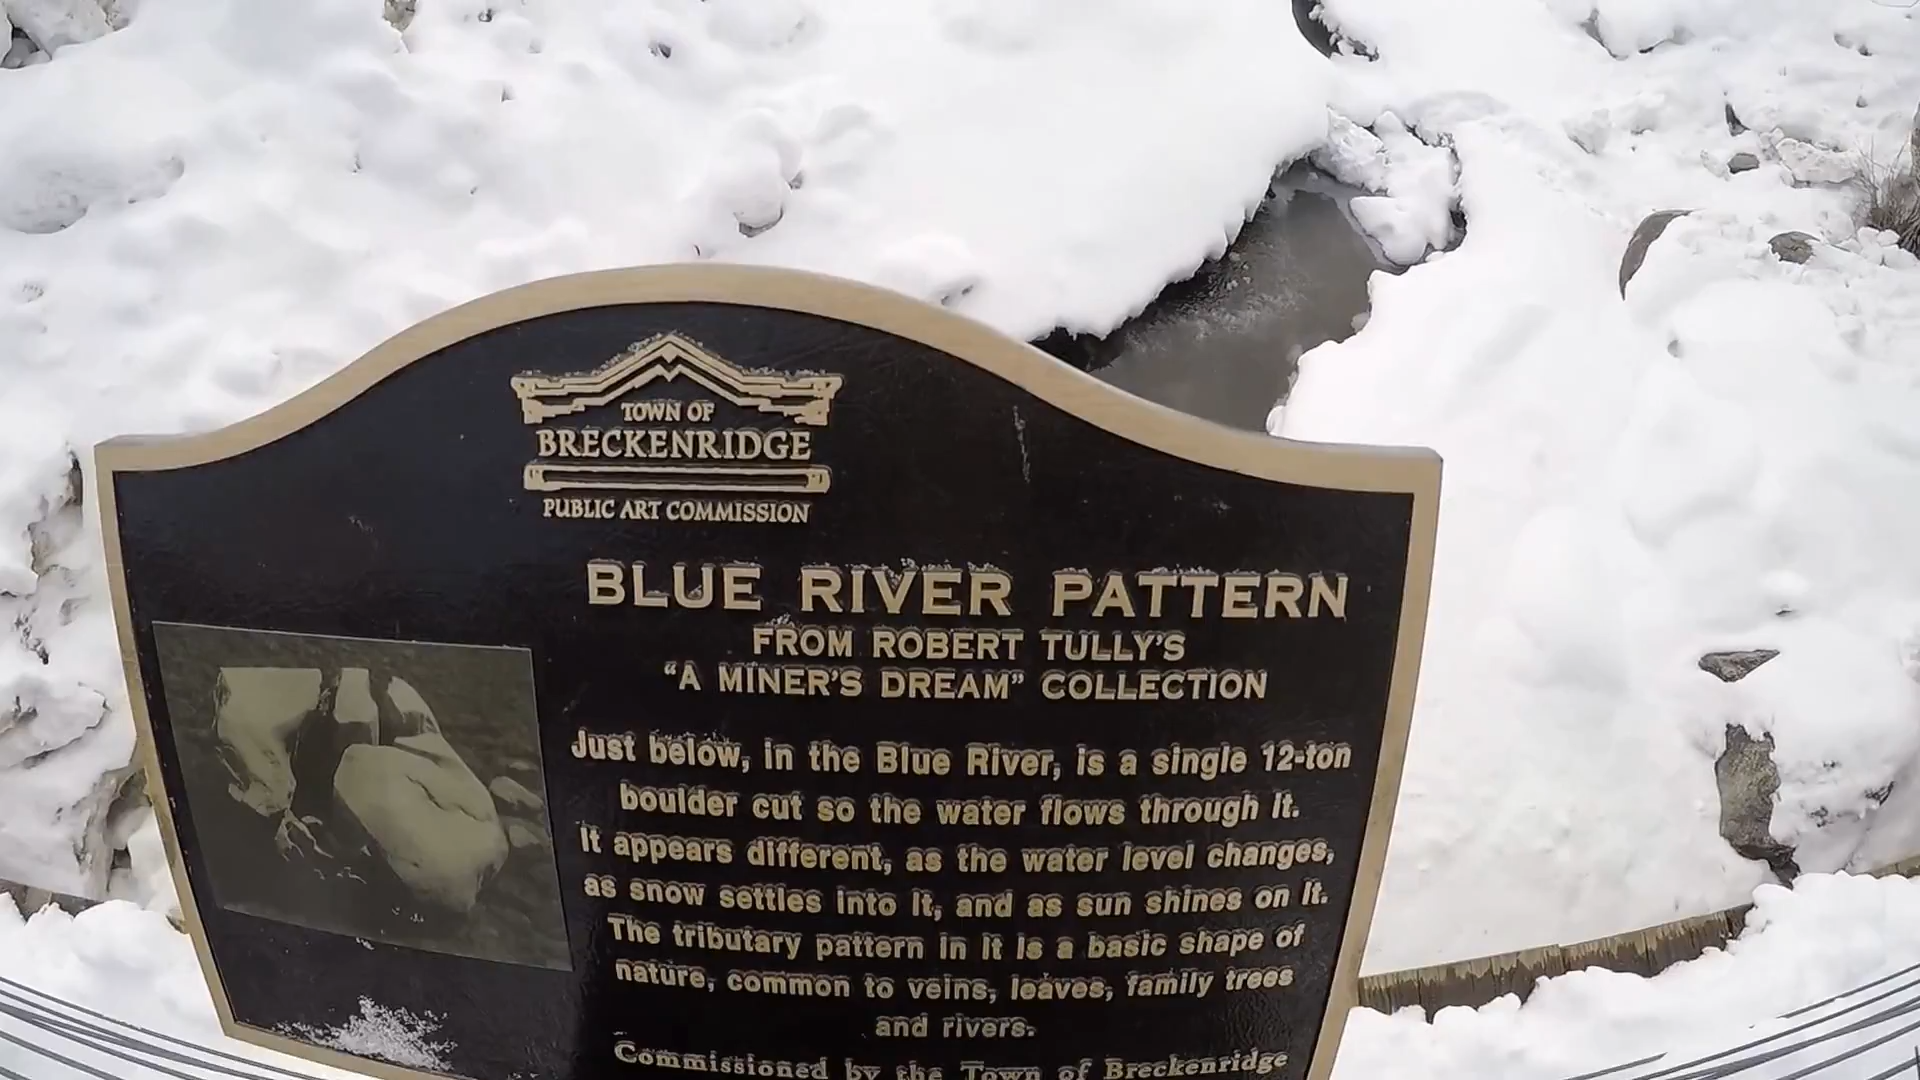 TOWN OF
BRECKENRIDGE
PUBLIC ART COMMISSION
BLUE RIVER PATTERN
FROM ROBERT TULLY'S
"A MINER'S DREAM" COLLECTION
Just below, in the Blue River, is a single 12-ton
boulder cut so the water flows through it.
It appears different, as the water level changes,
as snow settles into it, and as sun shines on it.
The tributary pattern in it is a basic shape of
nature, common to veins, leaves, family trees
and rivers.
Commissioned by the Town of Breckenridge